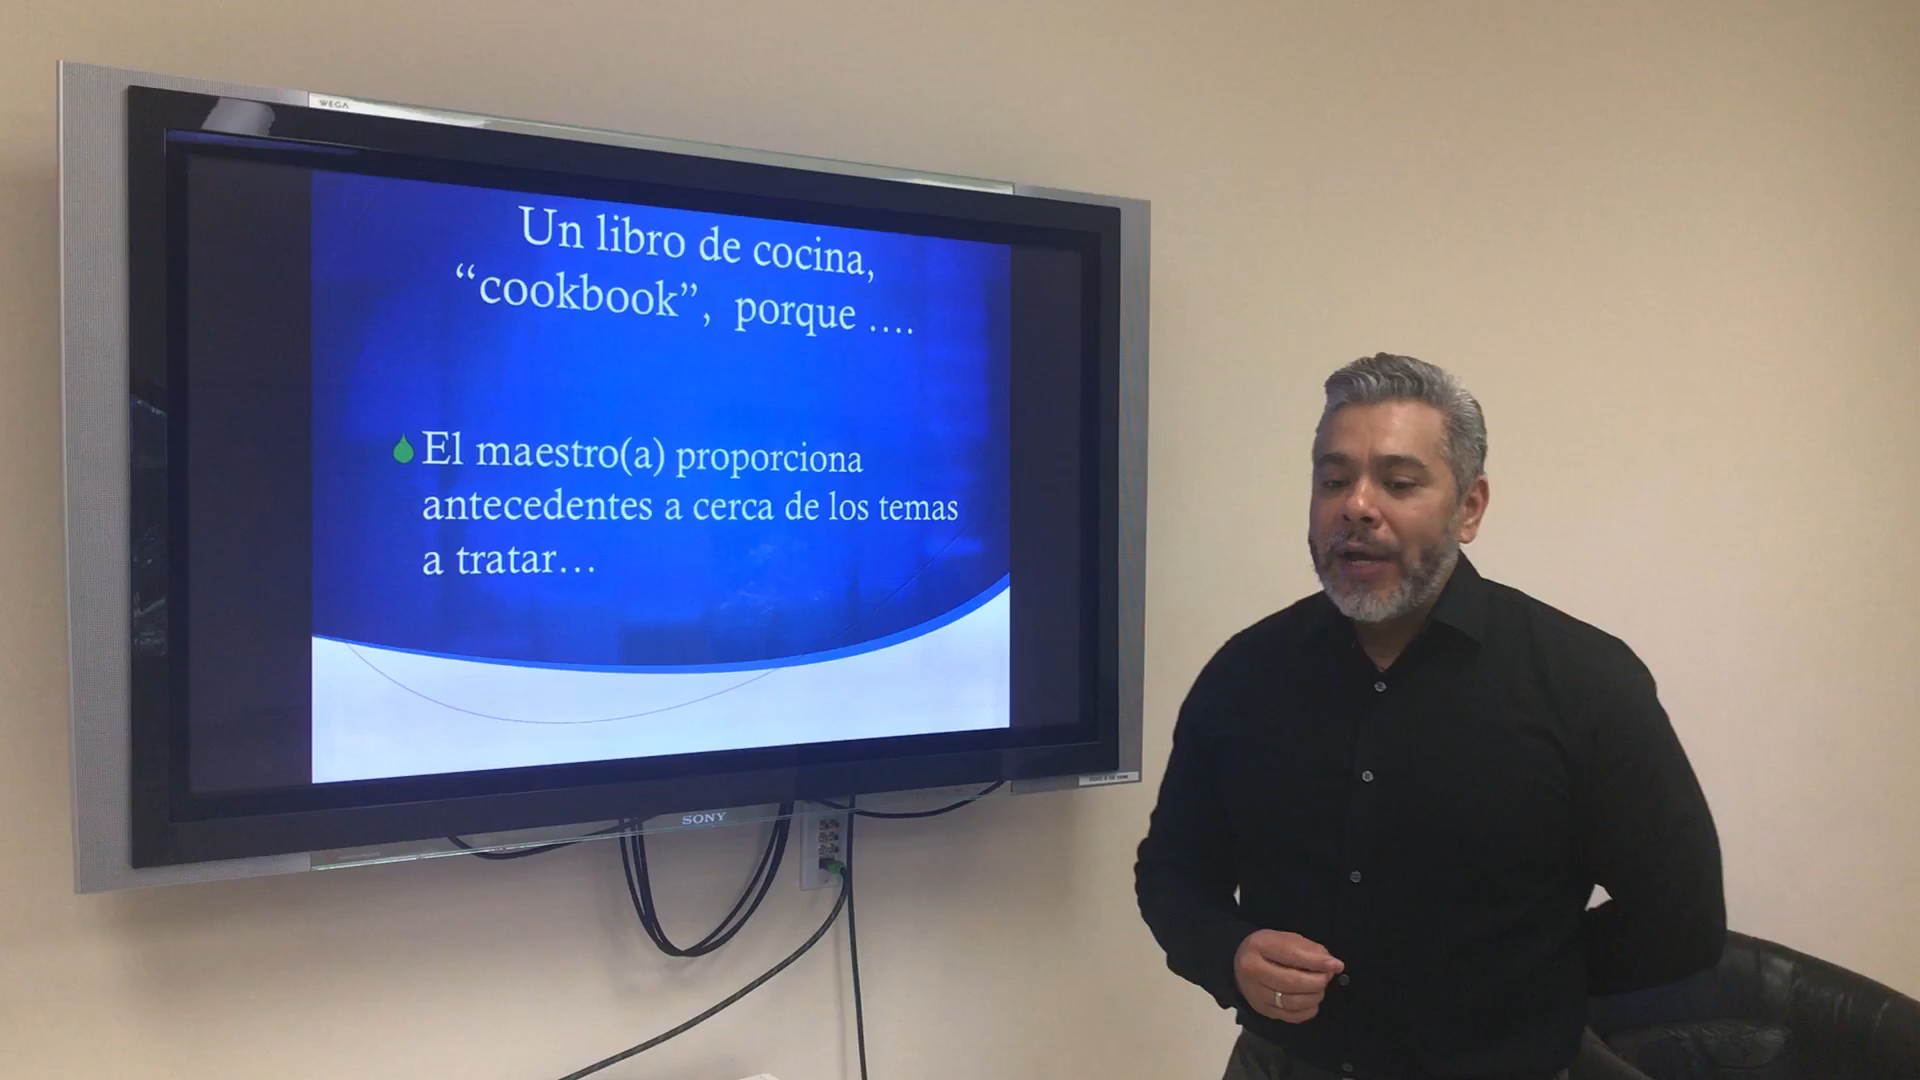 WEGA
Un libro de cocina,
“cookbook”, porque ....
El maestro(a) proporciona
antecedentes a cerca de los temas
a tratar...
SONY